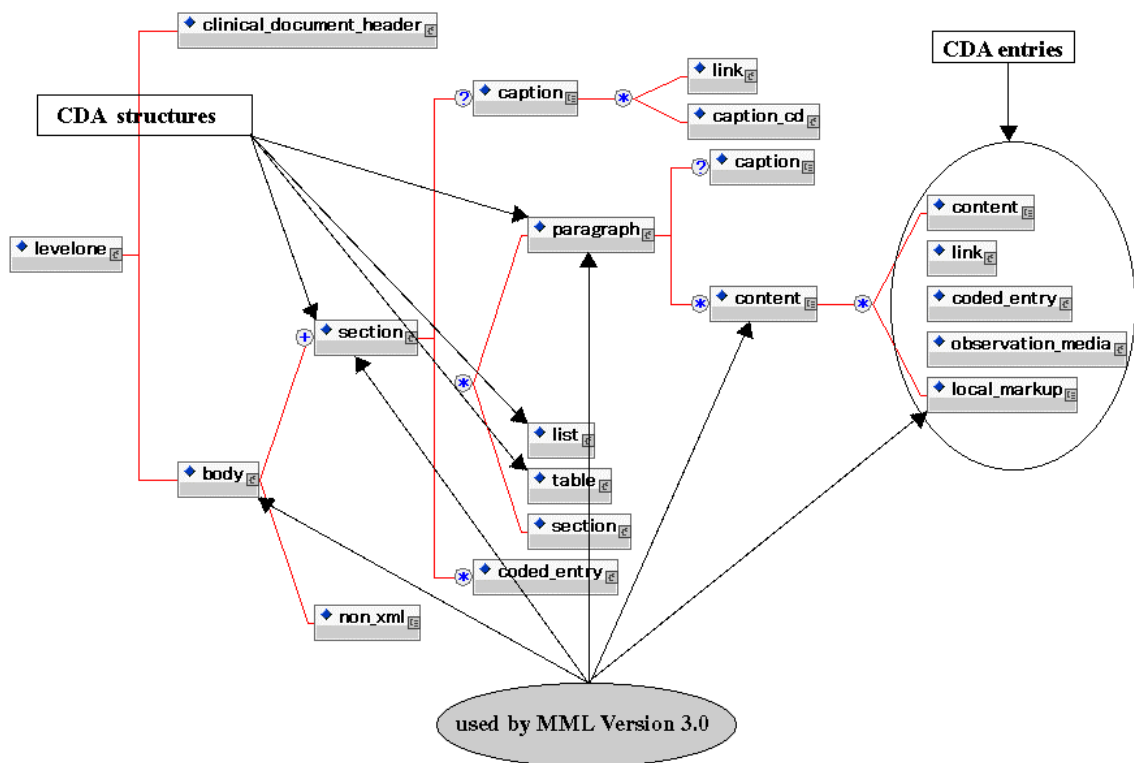 clinical_document_header
CDA entries
link
caption
CDA structures
caption_cd
caption
content
paragraph
levelone
link
content
coded_entry
section
observation_media
local_markup
list
body
table
section
coded_entry
non_xml
used by MML Version 3.0